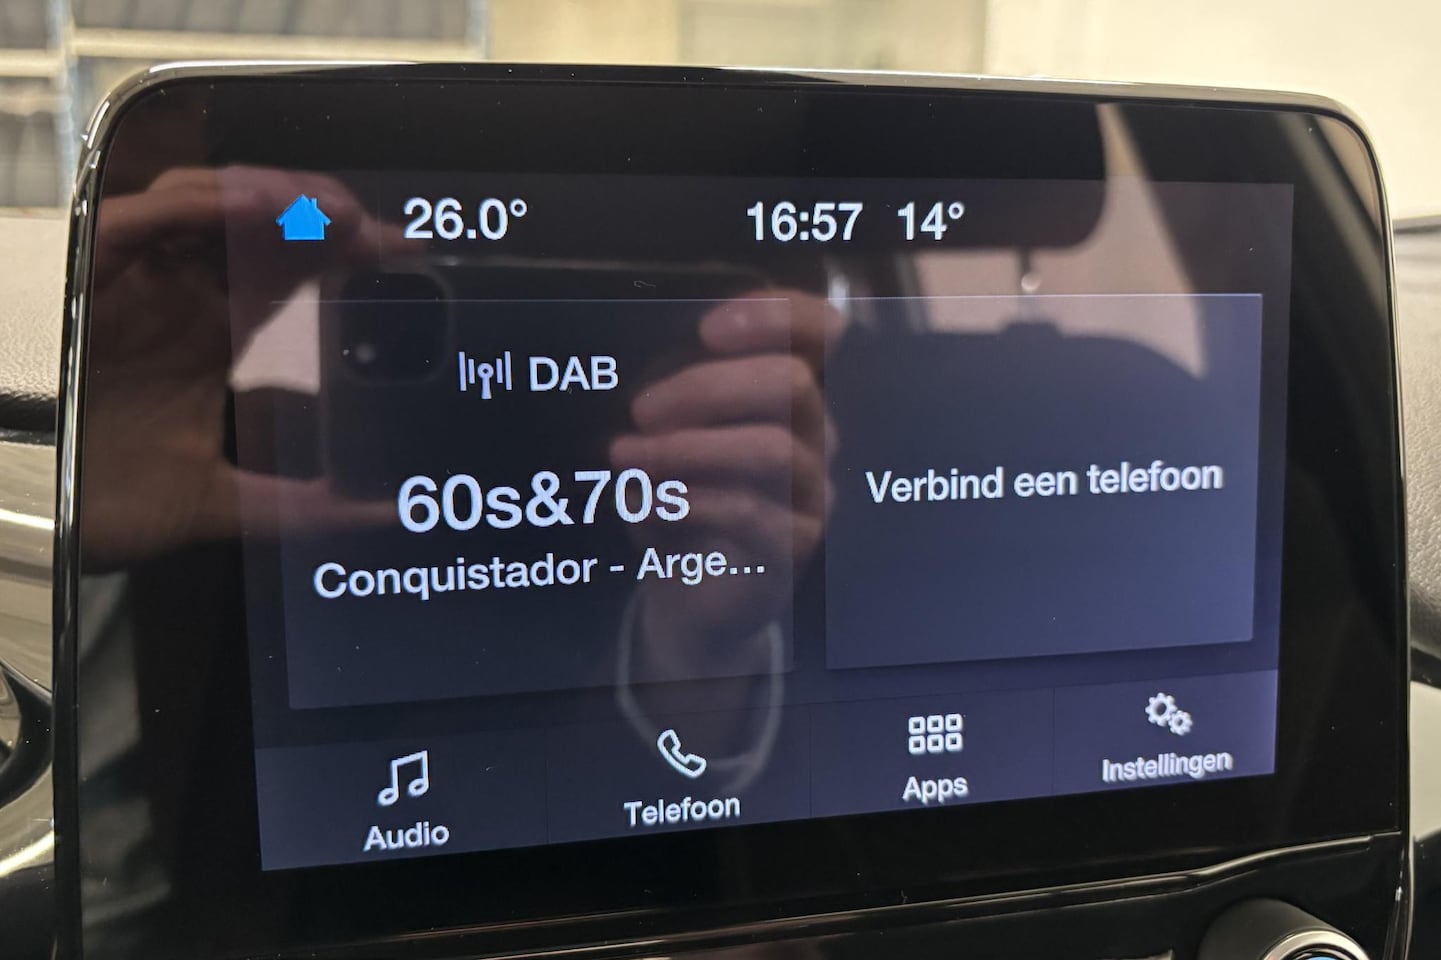 26.0° 16:57 14°
DAB
60s&70s
Conquistador - Arge...
Verbind een telefoon
Audio
Telefoon
Apps
Instellingen